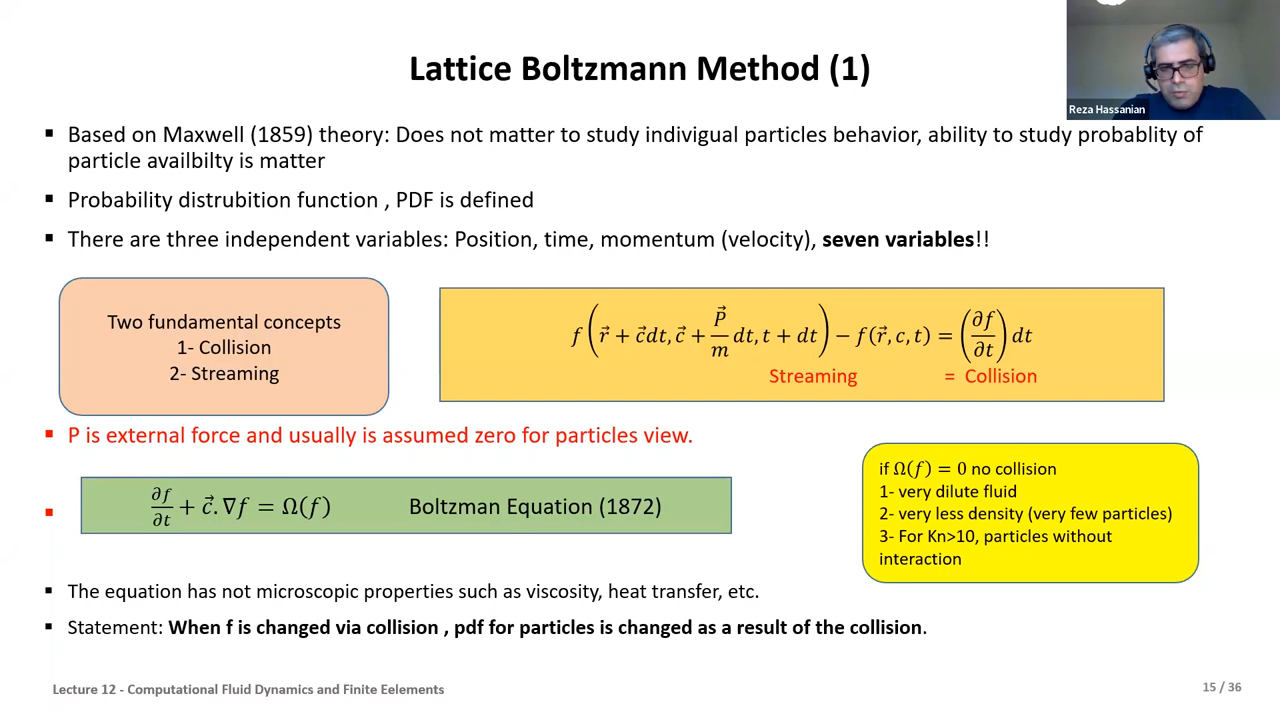 Lattice Boltzmann Method (1)
Reza Hassanian
▪ Based on Maxwell (1859) theory: Does not matter to study indivigual particles behavior, ability to study probablity of
particle availbilty is matter
▪ Probability distrubition function , PDF is defined
▪ There are three independent variables: Position, time, momentum (velocity), seven variables!!
Two fundamental concepts
1- Collision
2- Streaming
f(r⃗ + c⃗dt, c⃗ + P⃗/m dt, t + dt) − f(r⃗, c, t) = (∂f/∂t) dt
Streaming = Collision
▪ P is external force and usually is assumed zero for particles view.
▪ ∂f/∂t + c⃗. ∇f = Ω(f) Boltzman Equation (1872)
if Ω(f) = 0 no collision
1- very dilute fluid
2- very less density (very few particles)
3- For Kn>10, particles without
interaction
▪ The equation has not microscopic properties such as viscosity, heat transfer, etc.
▪ Statement: When f is changed via collision , pdf for particles is changed as a result of the collision.
Lecture 12 - Computational Fluid Dynamics and Finite Eelements
15 / 36